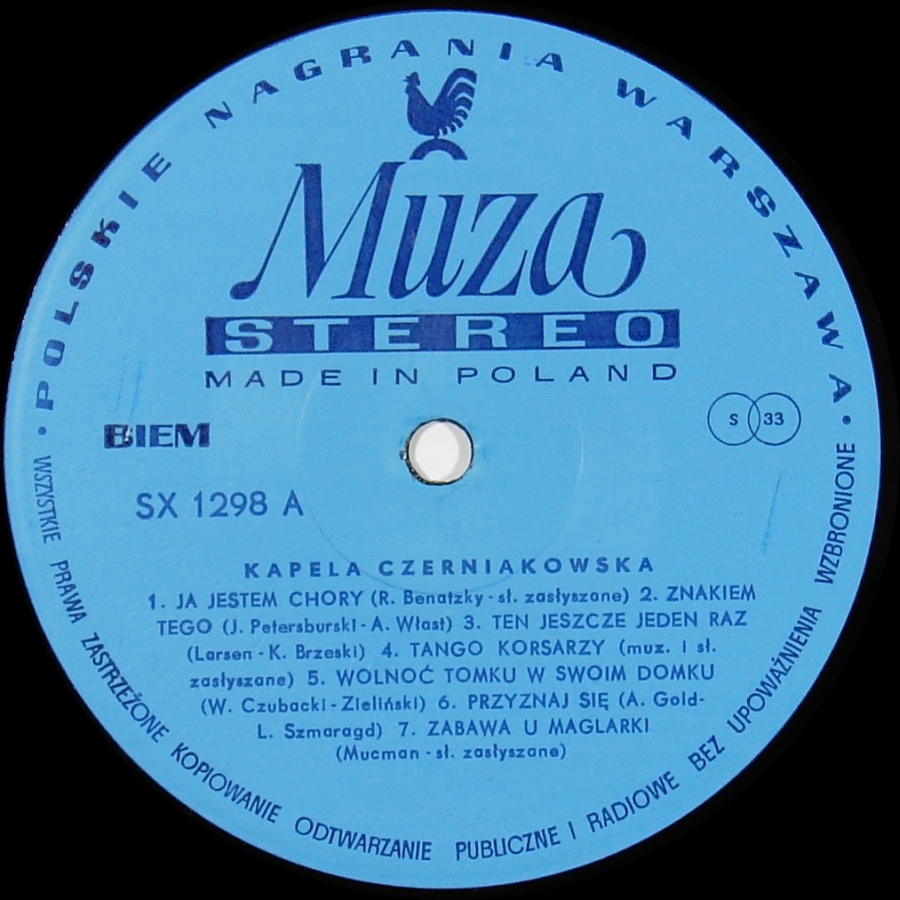 • POLSKIE NAGRANIA WARSZAWA •
Muza
STEREO
MADE IN POLAND
BIEM
S 33
SX 1298 A
KAPELA CZERNIAKOWSKA
1. JA JESTEM CHORY (R. Benatzky - sł. zasłyszane) 2. ZNAKIEM
TEGO (J. Petersburski - A. Włast) 3. TEN JESZCZE JEDEN RAZ
(Larsen - K. Brzeski) 4. TANGO KORSARZY (muz. i sł.
zasłyszane) 5. WOLNOĆ TOMKU W SWOIM DOMKU
(W. Czubacki - Zieliński) 6. PRZYZNAJ SIĘ (A. Gold-
L. Szmaragd) 7. ZABAWA U MAGLARKI
(Mucman - sł. zasłyszane)
WSZYSTKIE PRAWA ZASTRZEŻONE KOPIOWANIE ODTWARZANIE PUBLICZNE I RADIOWE BEZ UPOWAŻNIENIA WZBRONIONE